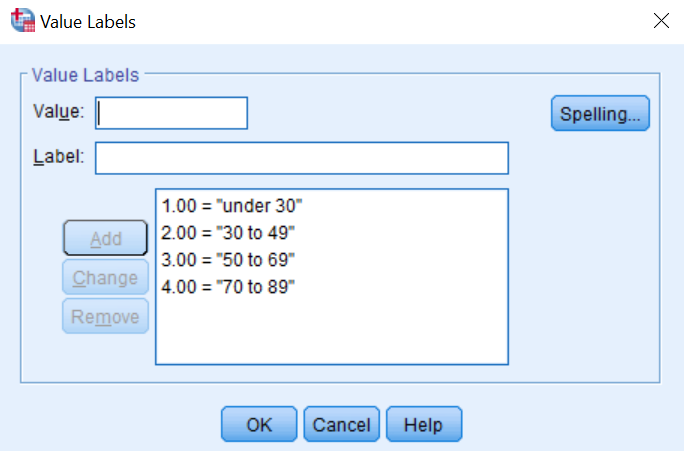 Value Labels
Value Labels
Value:
Spelling...
Label:
1.00 = "under 30"
2.00 = "30 to 49"
3.00 = "50 to 69"
4.00 = "70 to 89"
Add
Change
Remove
OK Cancel Help